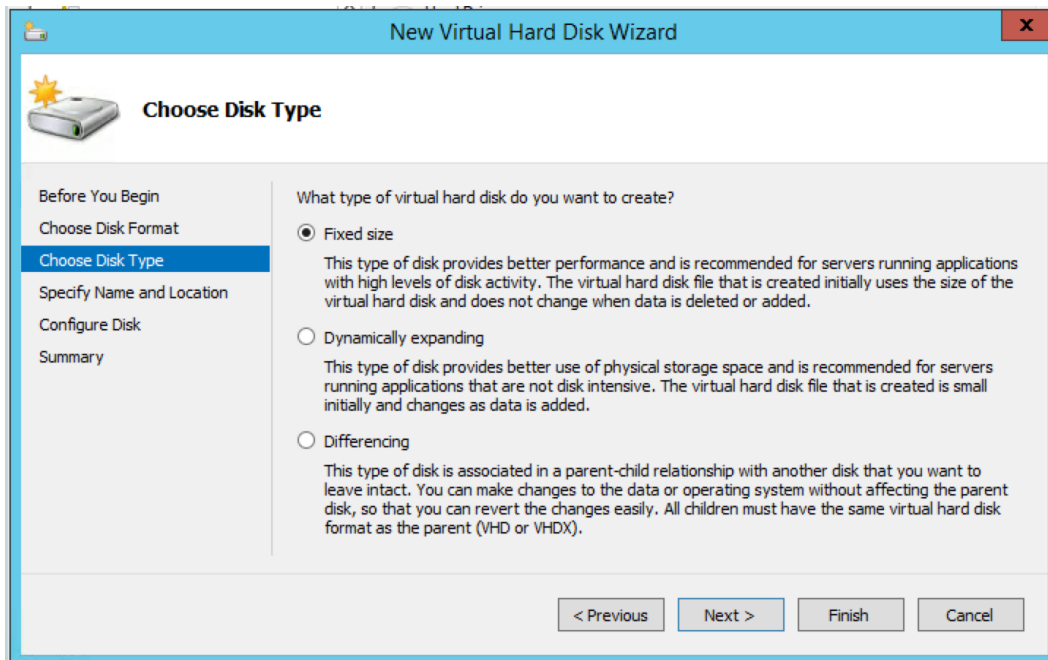 New Virtual Hard Disk Wizard
X
Choose Disk Type
Before You Begin
Choose Disk Format
Choose Disk Type
Specify Name and Location
Configure Disk
Summary
What type of virtual hard disk do you want to create?
Fixed size
This type of disk provides better performance and is recommended for servers running applications
with high levels of disk activity. The virtual hard disk file that is created initially uses the size of the
virtual hard disk and does not change when data is deleted or added.
Dynamically expanding
This type of disk provides better use of physical storage space and is recommended for servers
running applications that are not disk intensive. The virtual hard disk file that is created is small
initially and changes as data is added.
Differencing
This type of disk is associated in a parent-child relationship with another disk that you want to
leave intact. You can make changes to the data or operating system without affecting the parent
disk, so that you can revert the changes easily. All children must have the same virtual hard disk
format as the parent (VHD or VHDX).
< Previous
Next >
Finish
Cancel